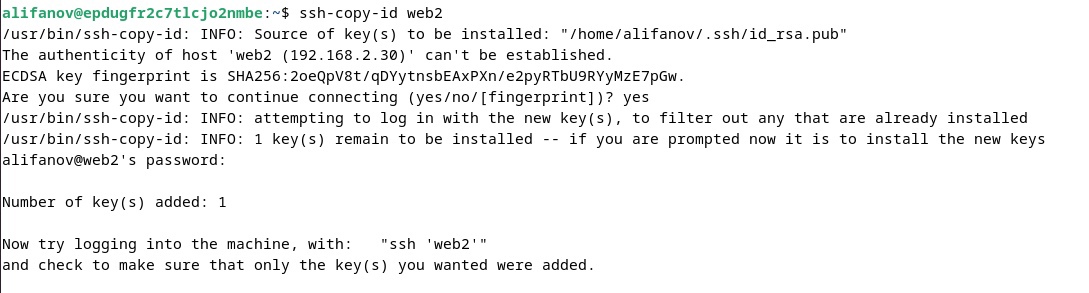 alifanov@epdugfr2c7tlcjo2nmbe:~$ ssh-copy-id web2
/usr/bin/ssh-copy-id: INFO: Source of key(s) to be installed: "/home/alifanov/.ssh/id_rsa.pub"
The authenticity of host 'web2 (192.168.2.30)' can't be established.
ECDSA key fingerprint is SHA256:2oeQpV8t/qDYytnsbEAxPXn/e2pyRTbU9RYyMzE7pGw.
Are you sure you want to continue connecting (yes/no/[fingerprint])? yes
/usr/bin/ssh-copy-id: INFO: attempting to log in with the new key(s), to filter out any that are already installed
/usr/bin/ssh-copy-id: INFO: 1 key(s) remain to be installed -- if you are prompted now it is to install the new keys
alifanov@web2's password:
Number of key(s) added: 1
Now try logging into the machine, with:   "ssh 'web2'"
and check to make sure that only the key(s) you wanted were added.